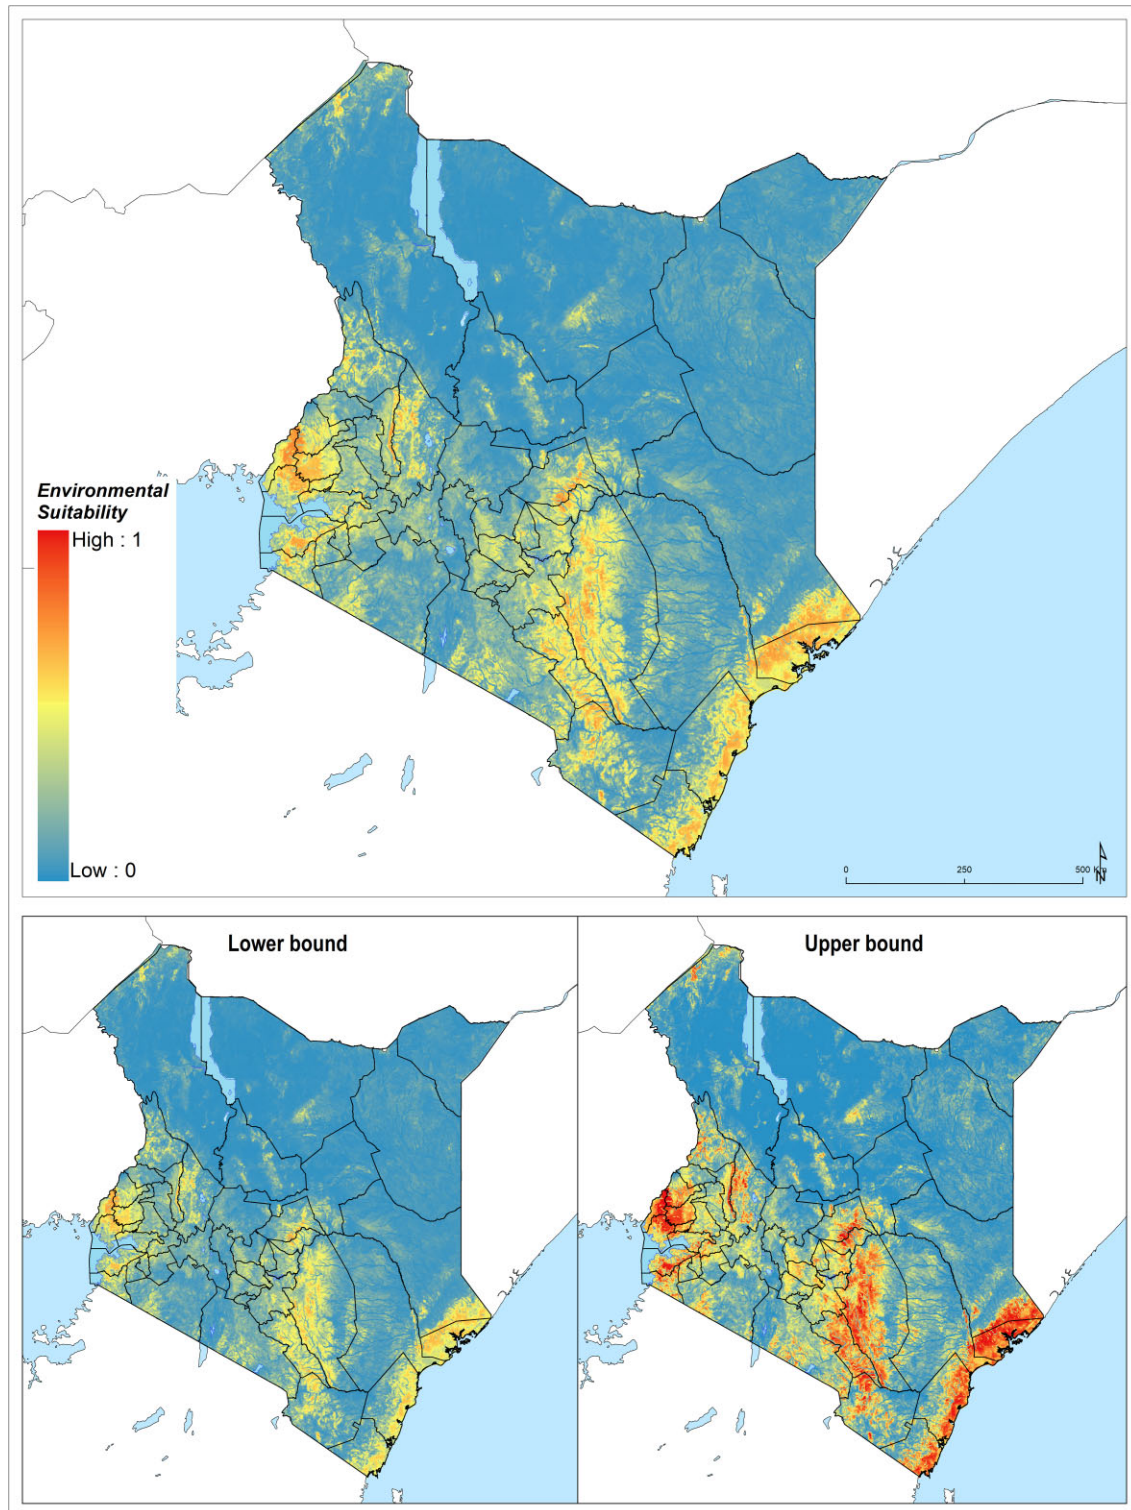 Environmental
Suitability
High : 1
Low : 0
0 250 500 Km
N
Lower bound
Upper bound